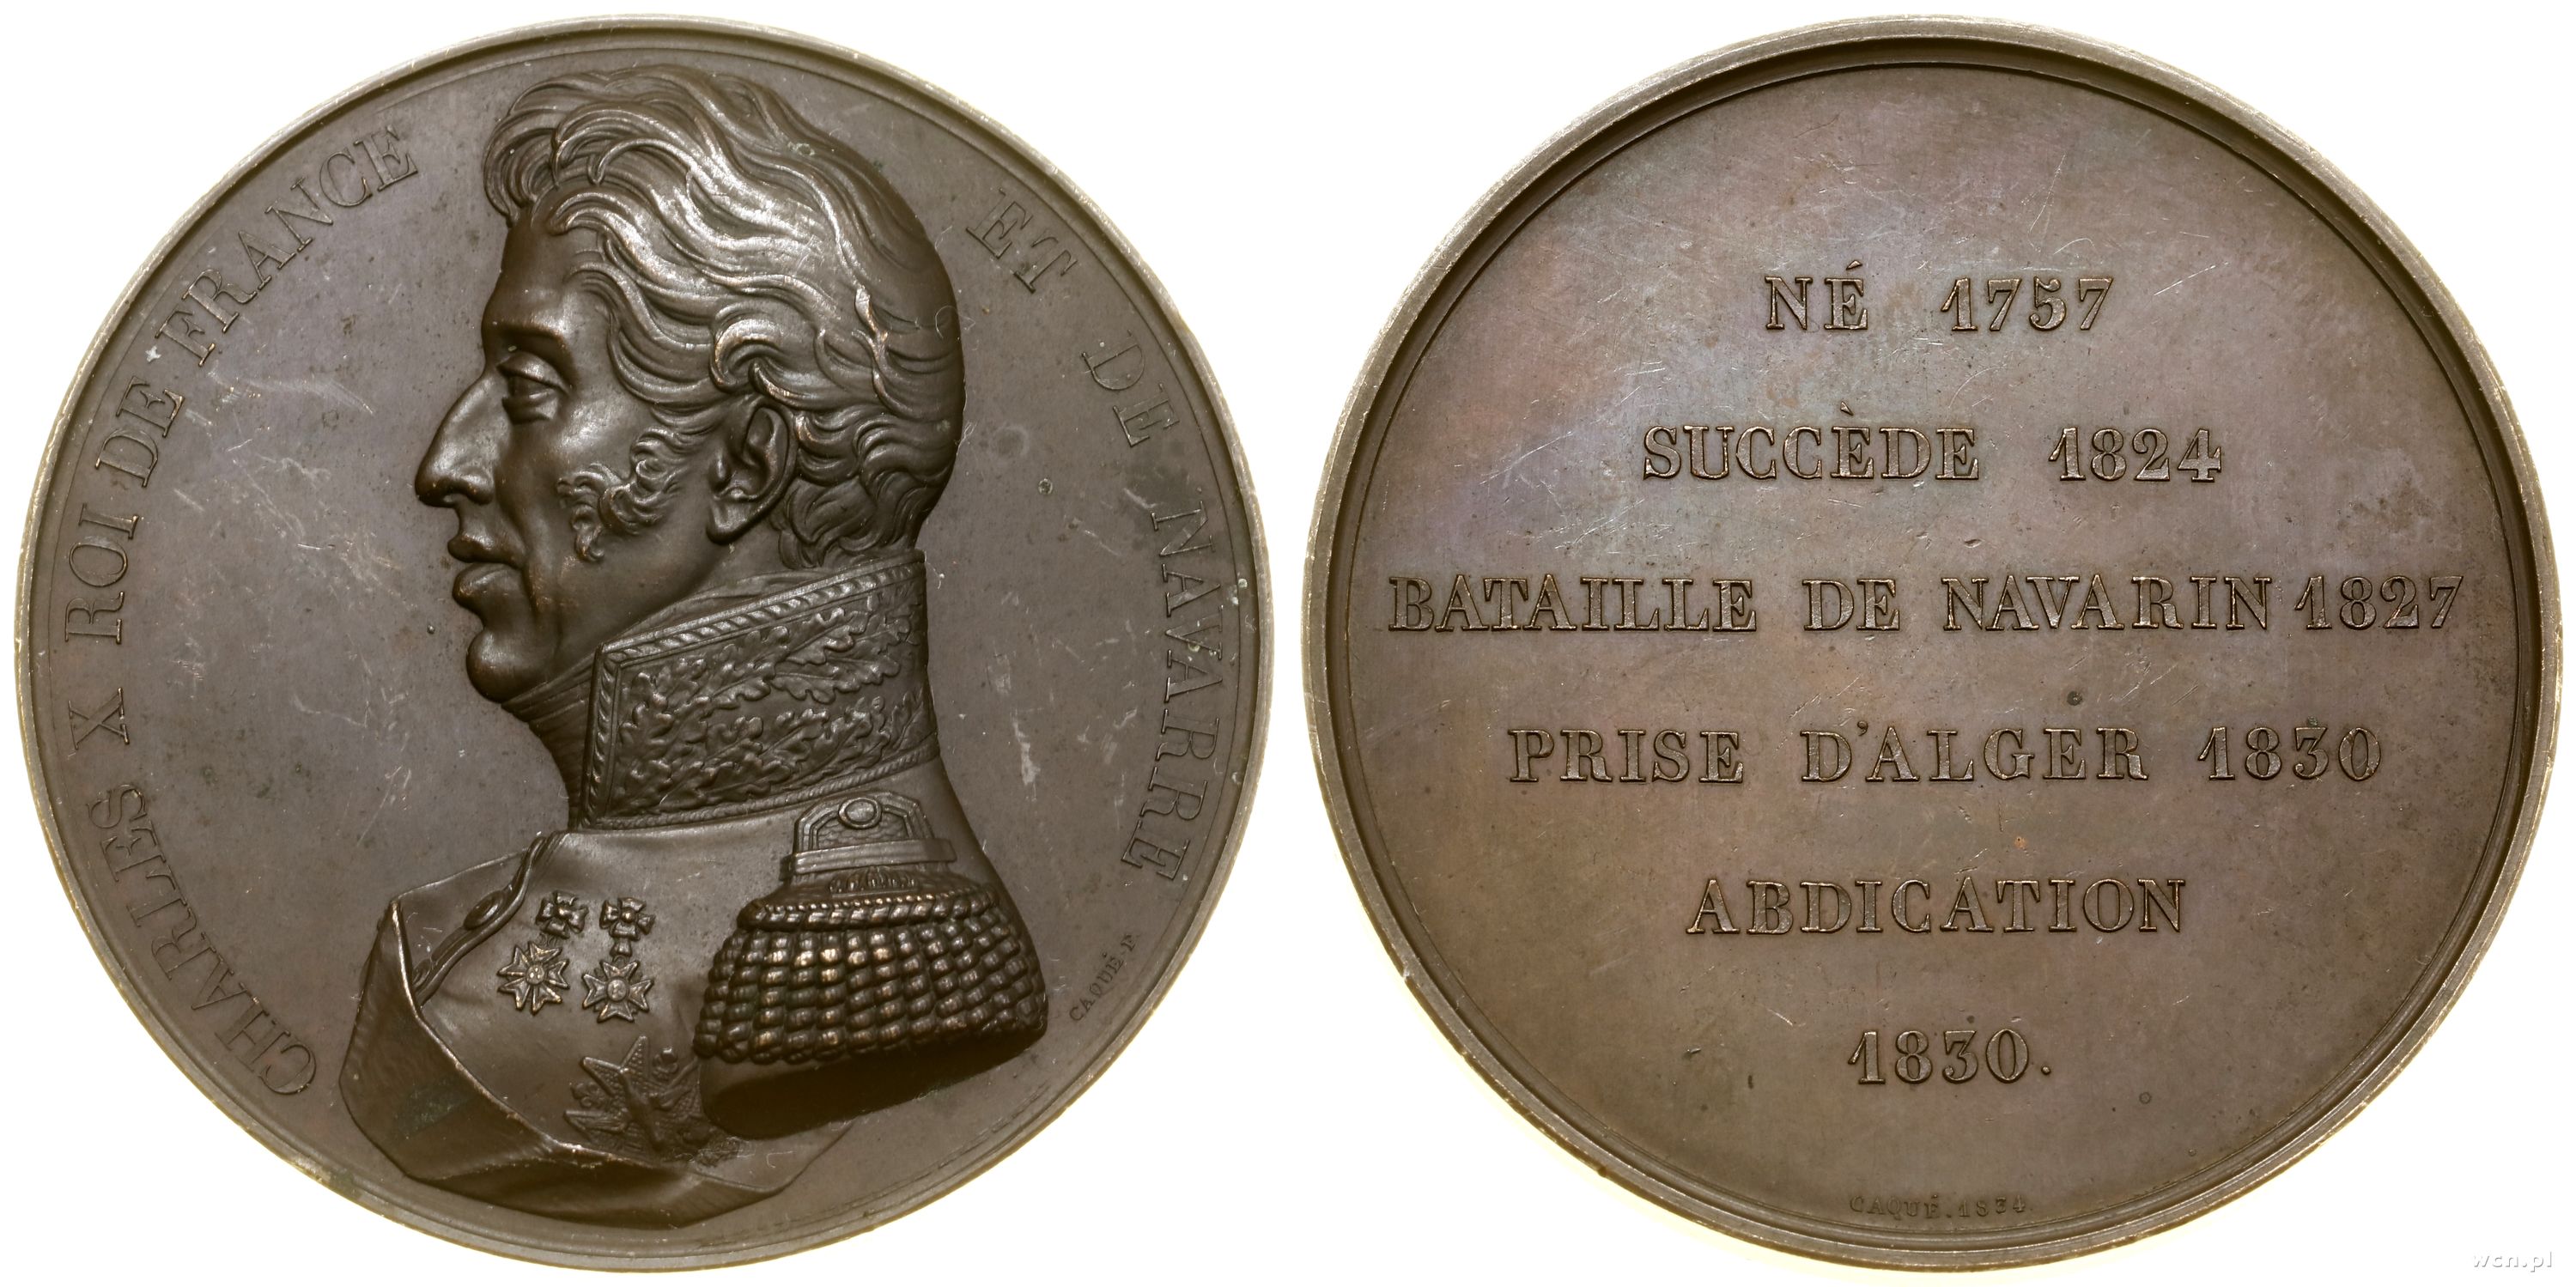 CHARLES X ROI DE FRANCE ET DE NAVARRE
CAQUÉ. F.
NÉ 1757
SUCCÈDE 1824
BATAILLE DE NAVARIN 1827
PRISE D'ALGER 1830
ABDICATION
1830.
CAQUÉ. 1834.
wcn.pl